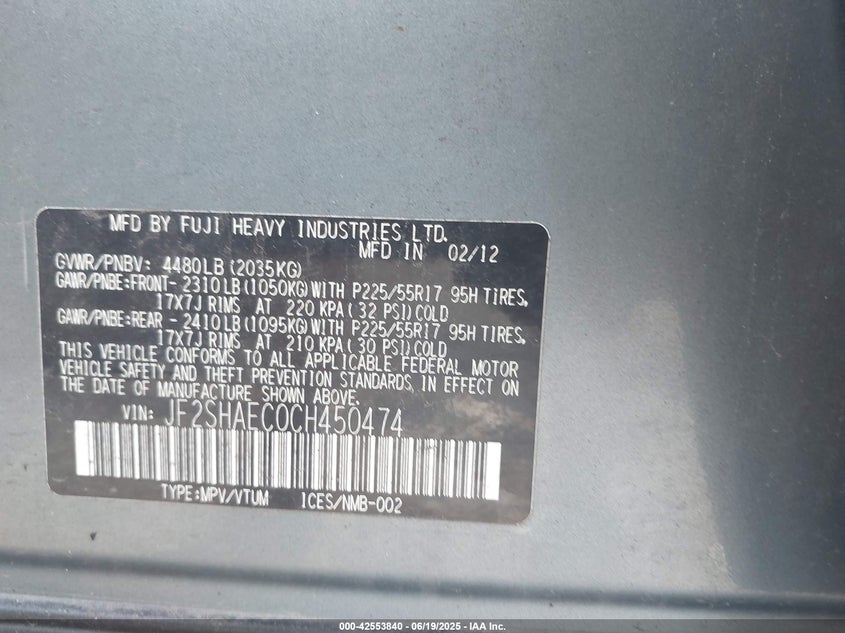 MFD BY FUJI HEAVY INDUSTRIES LTD.
MFD IN 02/12
GVWR/PNBV: 4480LB(2035KG)
GAWR/PNBE:FRONT- 2310LB(1050KG)WITH P225/55R17 95H TIRES,
17X7J RIMS AT 220 KPA( 32 PSI)COLD
GAWR/PNBE:REAR - 2410LB(1095KG)WITH P225/55R17 95H TIRES,
17X7J RIMS AT 210 KPA( 30 PSI)COLD
THIS VEHICLE CONFORMS TO ALL APPLICABLE FEDERAL MOTOR
VEHICLE SAFETY AND THEFT PREVENTION STANDARDS, IN EFFECT ON
THE DATE OF MANUFACTURE SHOWN ABOVE.
VIN: JF2SHAEC0CH450474
TYPE:MPV/VTUM ICES/NMB-002
000-42553840 - 06/19/2025 - IAA Inc.